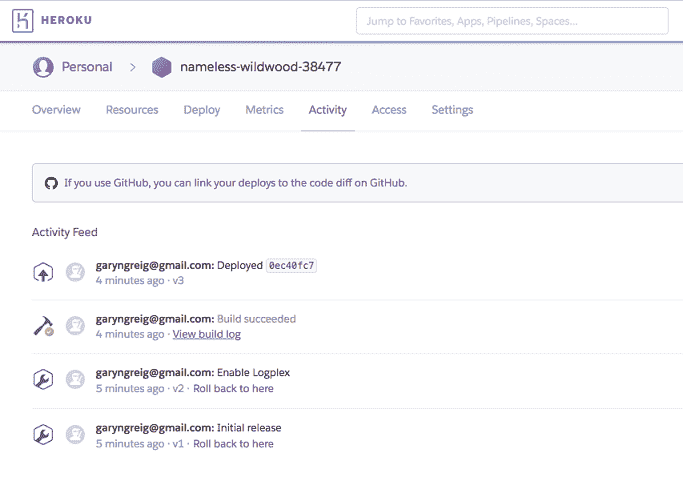 HEROKU
Jump to Favorites, Apps, Pipelines, Spaces...
Personal > nameless-wildwood-38477
Overview Resources Deploy Metrics Activity Access Settings
If you use GitHub, you can link your deploys to the code diff on GitHub.
Activity Feed
garyngreig@gmail.com: Deployed 0ec40fc7
4 minutes ago · v3
garyngreig@gmail.com: Build succeeded
4 minutes ago · View build log
garyngreig@gmail.com: Enable Logplex
5 minutes ago · v2 · Roll back to here
garyngreig@gmail.com: Initial release
5 minutes ago · v1 · Roll back to here